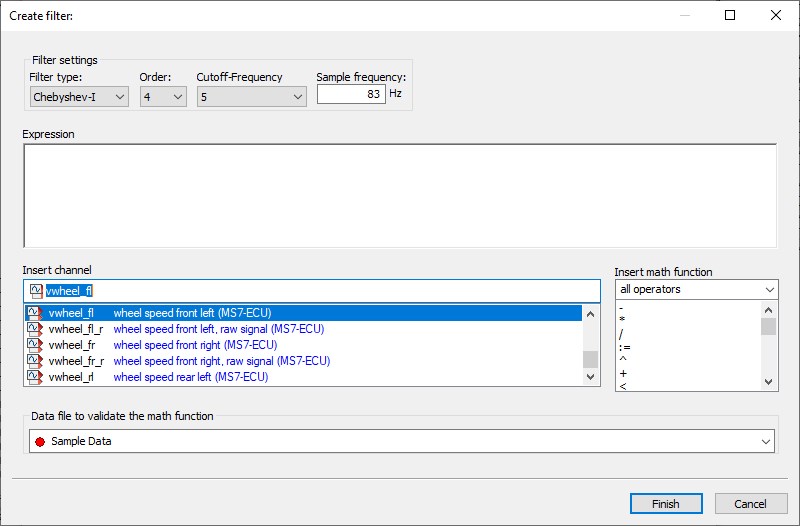 Create filter:
Filter settings
Filter type: Order: Cutoff-Frequency Sample frequency:
Chebyshev-I 4 5 83 Hz
Expression
Insert channel
vwheel_fl
vwheel_fl wheel speed front left (MS7-ECU)
vwheel_fl_r wheel speed front left, raw signal (MS7-ECU)
vwheel_fr wheel speed front right (MS7-ECU)
vwheel_fr_r wheel speed front right, raw signal (MS7-ECU)
vwheel_rl wheel speed rear left (MS7-ECU)
Insert math function
all operators
-
*
/
:=
^
+
<
Data file to validate the math function
Sample Data
Finish Cancel